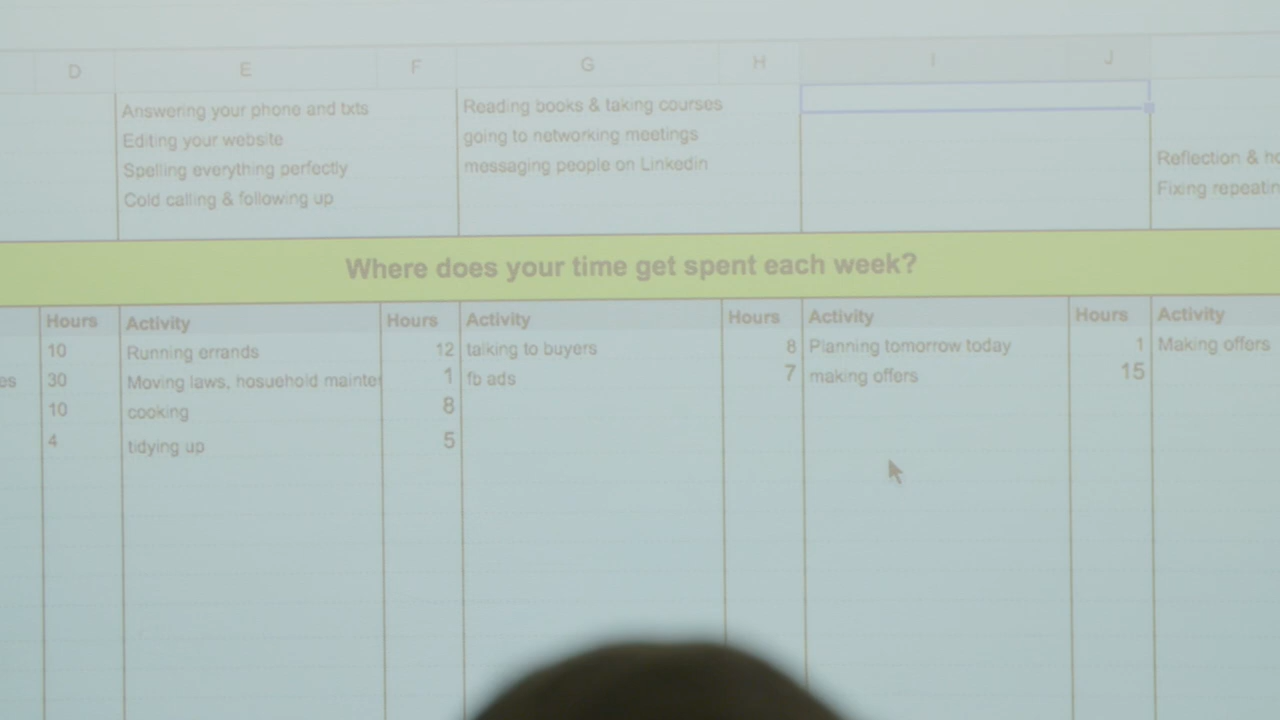 D E F G H I J
Answering your phone and txts
Editing your website
Spelling everything perfectly
Cold calling & following up
Reading books & taking courses
going to networking meetings
messaging people on Linkedin
Reflection &
Fixing
Where does your time get spent each week?
Hours Activity Hours Activity Hours Activity Hours Activity
10 Running errands 12 talking to buyers 8 Planning tomorrow today 1 Making offers
30 Moving laws, hosuehold 1 fb ads 7 making offers 15
10 cooking 8
4 tidying up 5